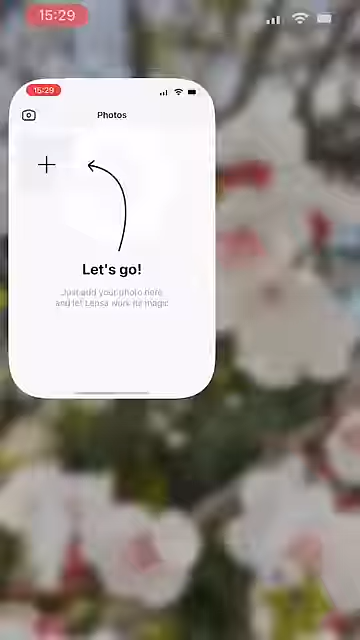 15:29
15:29
Photos
Let's go!
Just add your photo here
and let Lensa work its magic